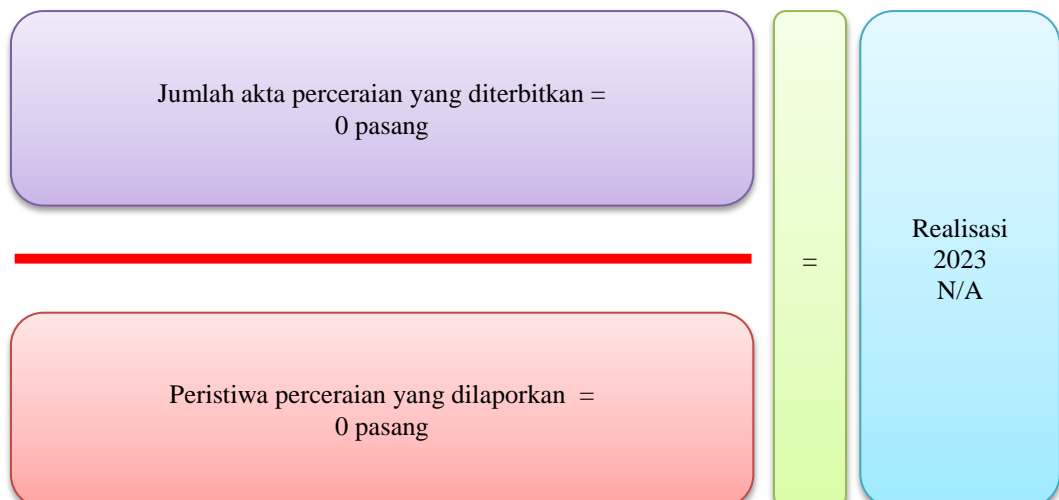 Jumlah akta perceraian yang diterbitkan =
0 pasang
Peristiwa perceraian yang dilaporkan =
0 pasang
=
Realisasi
2023
N/A